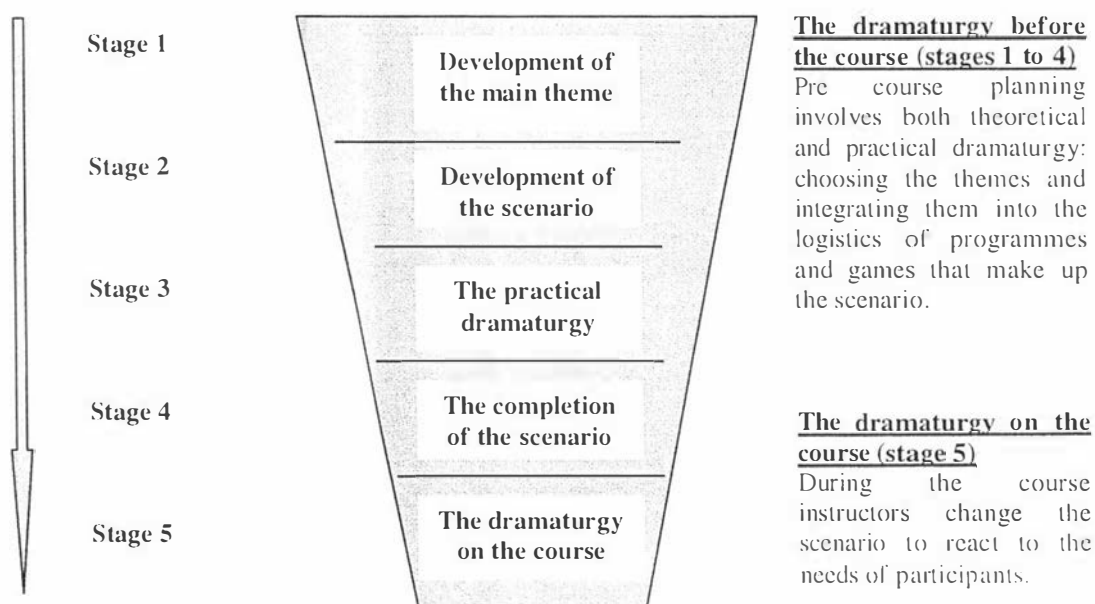 Stage 1
Development of
the main theme
Stage 2
Development of
the scenario
Stage 3
The practical
dramaturgy
Stage 4
The completion
of the scenario
Stage 5
The dramaturgy
on the course
The dramaturgy before
the course (stages 1 to 4)
Pre course planning
involves both theoretical
and practical dramaturgy:
choosing the themes and
integrating them into the
logistics of programmes
and games that make up
the scenario.
The dramaturgy on the
course (stage 5)
During the course
instructors change the
scenario to react to the
needs of participants.